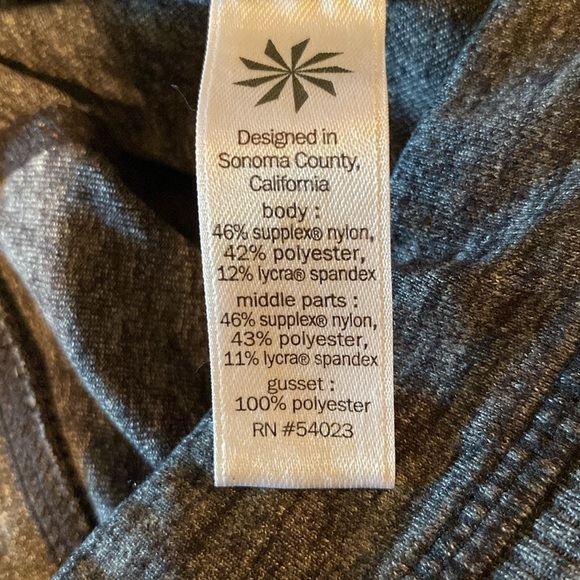 Designed in
Sonoma County,
California
body :
46% supplex® nylon,
42% polyester,
12% lycra® spandex
middle parts :
46% supplex® nylon,
43% polyester,
11% lycra® spandex
gusset :
100% polyester
RN #54023